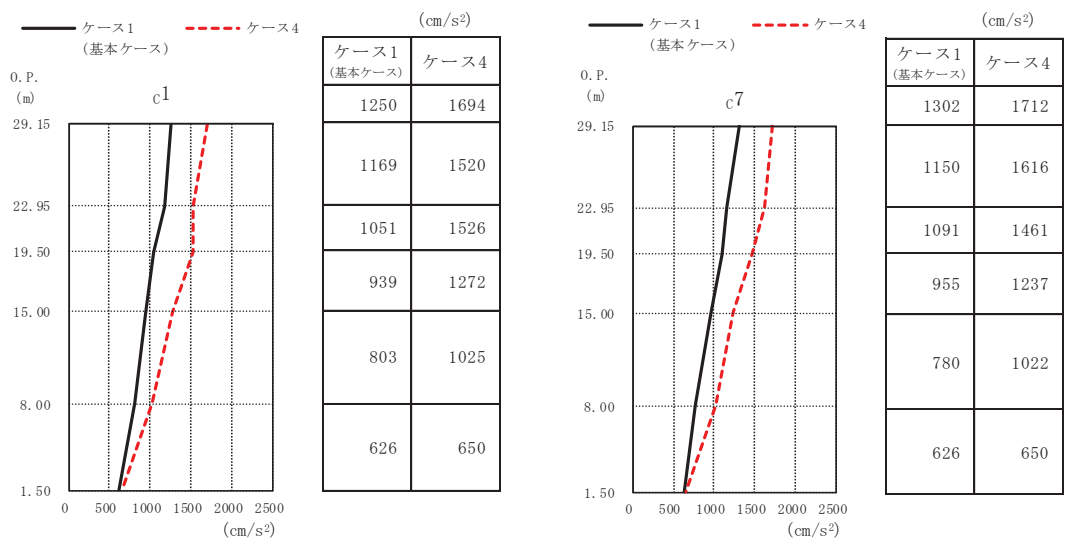 ケース1 ケース4
(基本ケース)
(cm/s²)
O.P.
(m)
C1
29.15
22.95
19.50
15.00
8.00
1.50
0 500 1000 1500 2000 2500
(cm/s²)
ケース1 ケース4
(基本ケース)
1250 1694
1169 1520
1051 1526
939 1272
803 1025
626 650
ケース1 ケース4
(基本ケース)
(cm/s²)
O.P.
(m)
C7
29.15
22.95
19.50
15.00
8.00
1.50
0 500 1000 1500 2000 2500
(cm/s²)
ケース1 ケース4
(基本ケース)
1302 1712
1150 1616
1091 1461
955 1237
780 1022
626 650